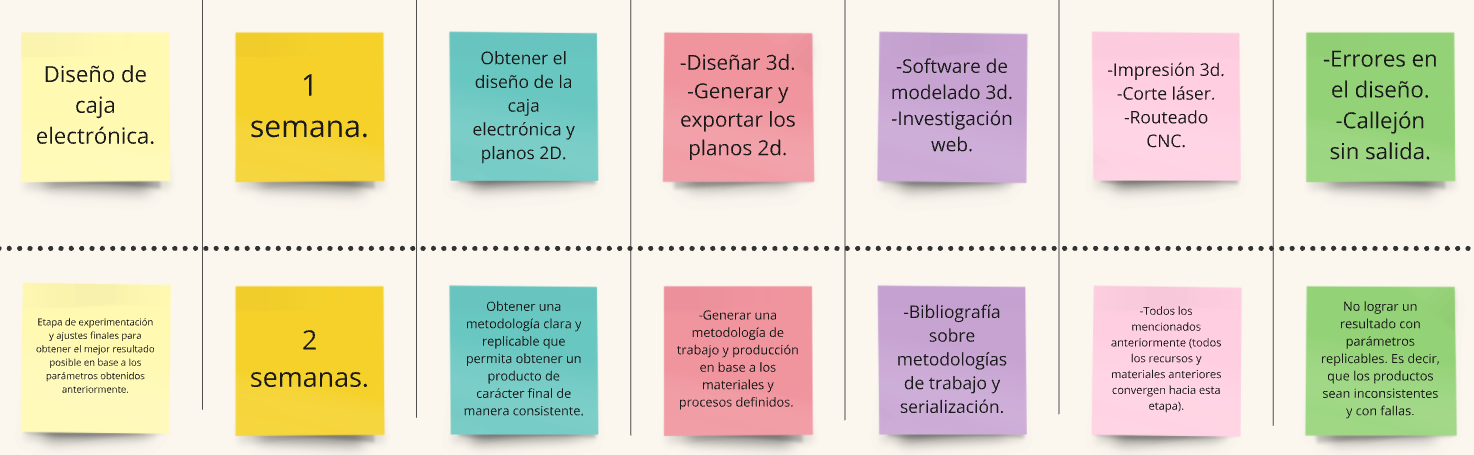 Diseño de
caja
electrónica.
1
semana.
Obtener el
diseño de la
caja
electrónica y
planos 2D.
-Diseñar 3d.
-Generar y
exportar los
planos 2d.
-Software de
modelado 3d.
-Investigación
web.
-Impresión 3d.
-Corte láser.
-Routeado
CNC.
-Errores en
el diseño.
-Callejón
sin salida.
Etapa de experimentación
y ajustes finales para
obtener el mejor resultado
posible en base a los
parámetros obtenidos
anteriormente.
2
semanas.
Obtener una
metodología clara y
replicable que
permita obtener un
producto de
carácter final de
manera consistente.
-Generar una
metodología de
trabajo y producción
en base a los
materiales y
procesos definidos.
-Bibliografía
sobre
metodologías
de trabajo y
serialización.
-Todos los
mencionados
anteriormente (todos
los recursos y
materiales anteriores
convergen hacia esta
etapa).
No lograr un
resultado con
parámetros
replicables. Es decir,
que los productos
sean inconsistentes
y con fallas.